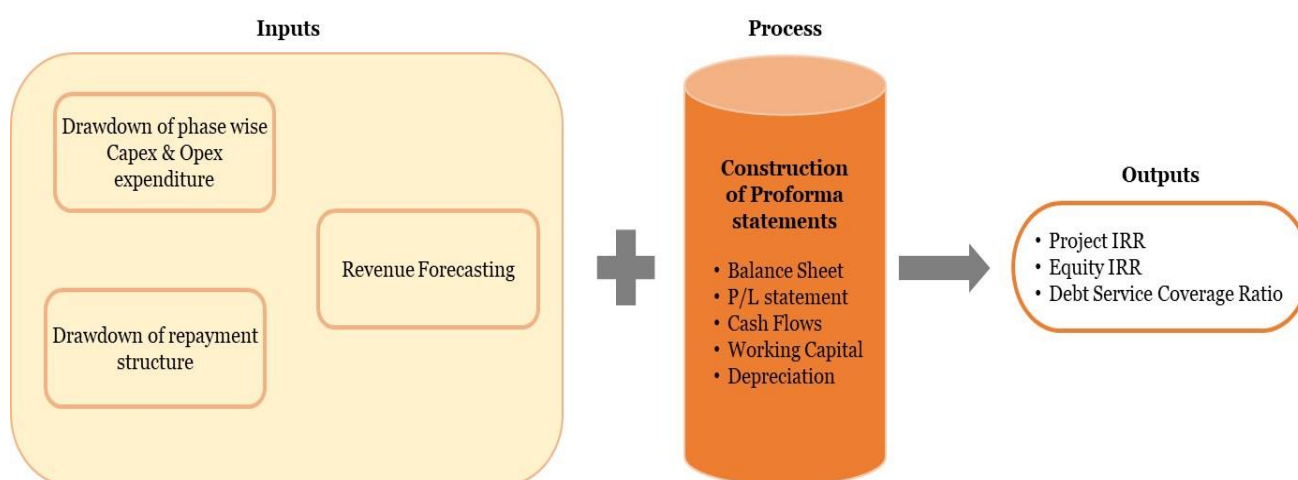 Inputs
Drawdown of phase wise
Capex & Opex
expenditure
Revenue Forecasting
Drawdown of repayment
structure
Process
Construction
of Proforma
statements
• Balance Sheet
• P/L statement
• Cash Flows
• Working Capital
• Depreciation
Outputs
• Project IRR
• Equity IRR
• Debt Service Coverage Ratio